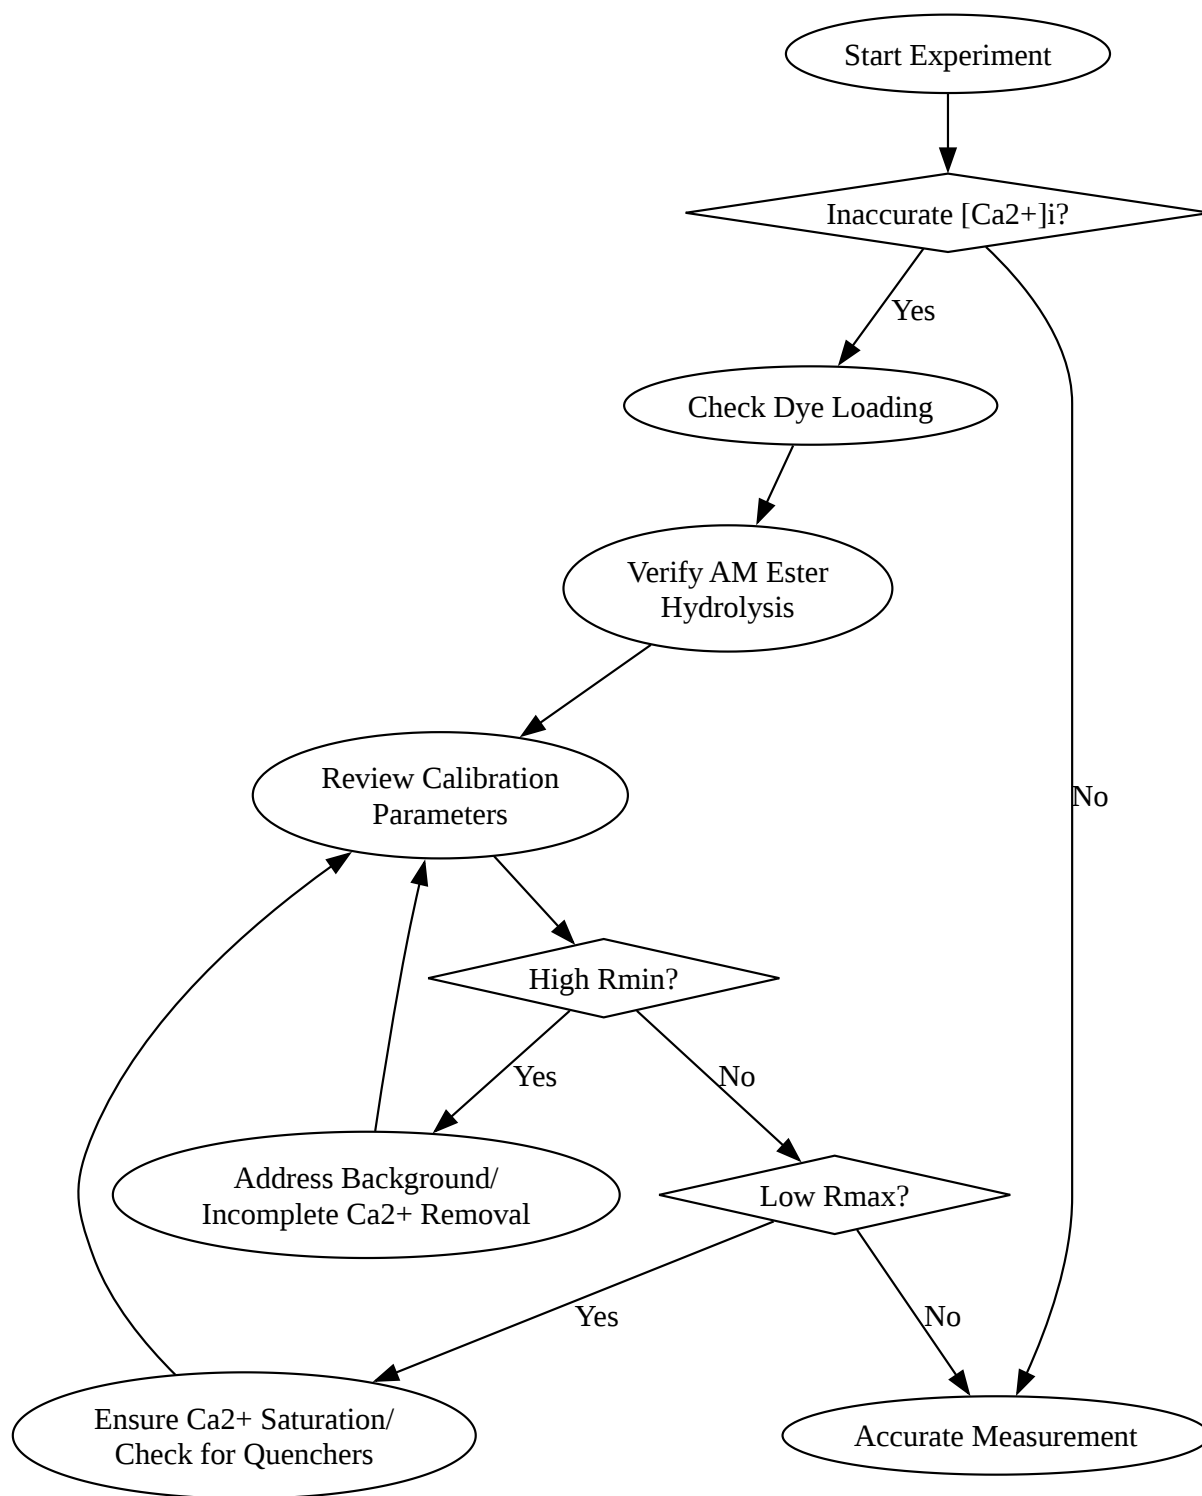 Start Experiment
Inaccurate [Ca2+]i?
Yes
Check Dye Loading
Verify AM Ester
Hydrolysis
Review Calibration
Parameters
No
High Rmin?
Yes
No
Address Background/
Incomplete Ca2+ Removal
Low Rmax?
Yes
No
Ensure Ca2+ Saturation/
Check for Quenchers
Accurate Measurement